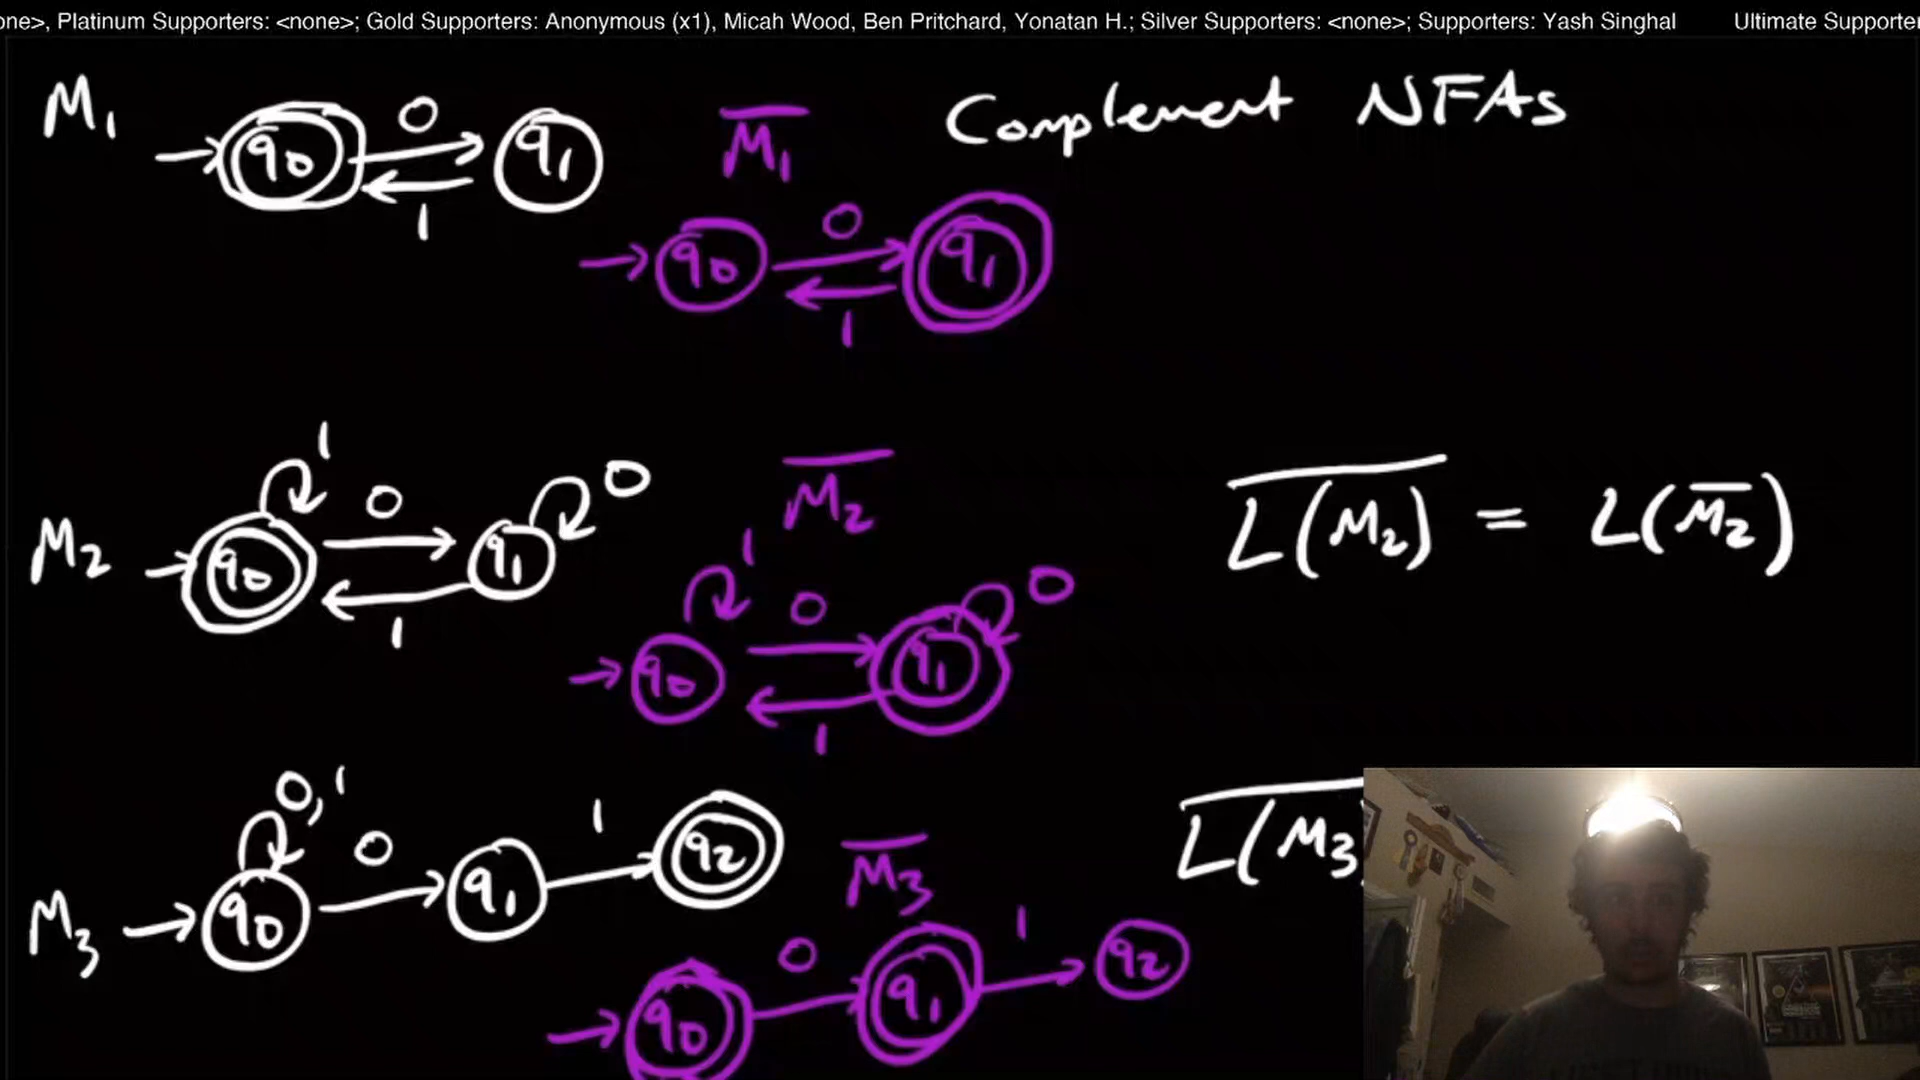 one>, Platinum Supporters: <none>; Gold Supporters: Anonymous (x1), Micah Wood, Ben Pritchard, Yonatan H.; Silver Supporters: <none>; Supporters: Yash Singhal Ultimate Supporte
Complement NFAs
M₁
q₀ 0 q₁
1
M̅₁
q₀ 0 q₁
1
M₂
1 0 0
q₀ q₁
1
M̅₂
1 0 0
q₀ q₁
1
L̅(̅M̅₂̅)̅ = L(M̅₂)
M₃
0,1 0 1
q₀ q₁ q₂
M̅₃
0 1
q₀ q₁ q₂
L̅(̅M̅₃̅